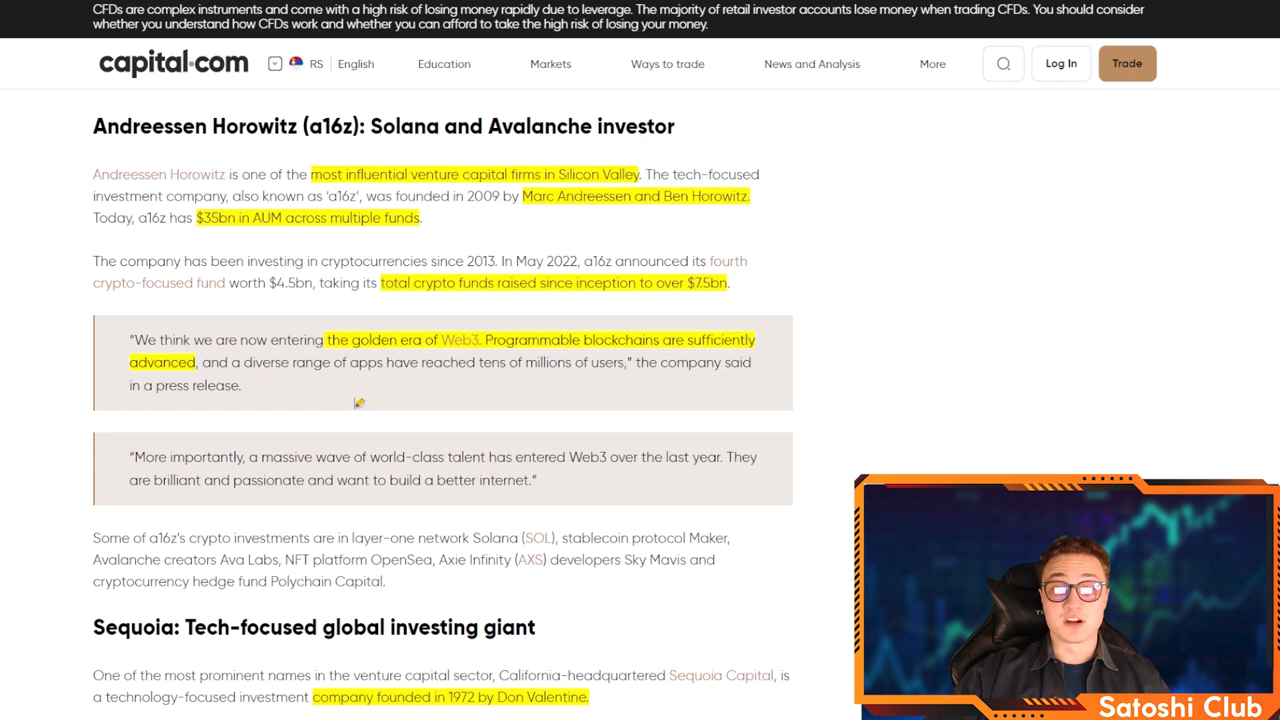 CFDs are complex instruments and come with a high risk of losing money rapidly due to leverage. The majority of retail investor accounts lose money when trading CFDs. You should consider
whether you understand how CFDs work and whether you can afford to take the high risk of losing your money.
capital.com RS English Education Markets Ways to trade News and Analysis More Log In Trade
Andreessen Horowitz (a16z): Solana and Avalanche investor
Andreessen Horowitz is one of the most influential venture capital firms in Silicon Valley. The tech-focused
investment company, also known as ‘a16z’, was founded in 2009 by Marc Andreessen and Ben Horowitz.
Today, a16z has $35bn in AUM across multiple funds.
The company has been investing in cryptocurrencies since 2013. In May 2022, a16z announced its fourth
crypto-focused fund worth $4.5bn, taking its total crypto funds raised since inception to over $7.5bn.
“We think we are now entering the golden era of Web3. Programmable blockchains are sufficiently
advanced, and a diverse range of apps have reached tens of millions of users,” the company said
in a press release.
“More importantly, a massive wave of world-class talent has entered Web3 over the last year. They
are brilliant and passionate and want to build a better internet.”
Some of a16z’s crypto investments are in layer-one network Solana (SOL), stablecoin protocol Maker,
Avalanche creators Ava Labs, NFT platform OpenSea, Axie Infinity (AXS) developers Sky Mavis and
cryptocurrency hedge fund Polychain Capital.
Sequoia: Tech-focused global investing giant
One of the most prominent names in the venture capital sector, California-headquartered Sequoia Capital, is
a technology-focused investment company founded in 1972 by Don Valentine.
Satoshi Club